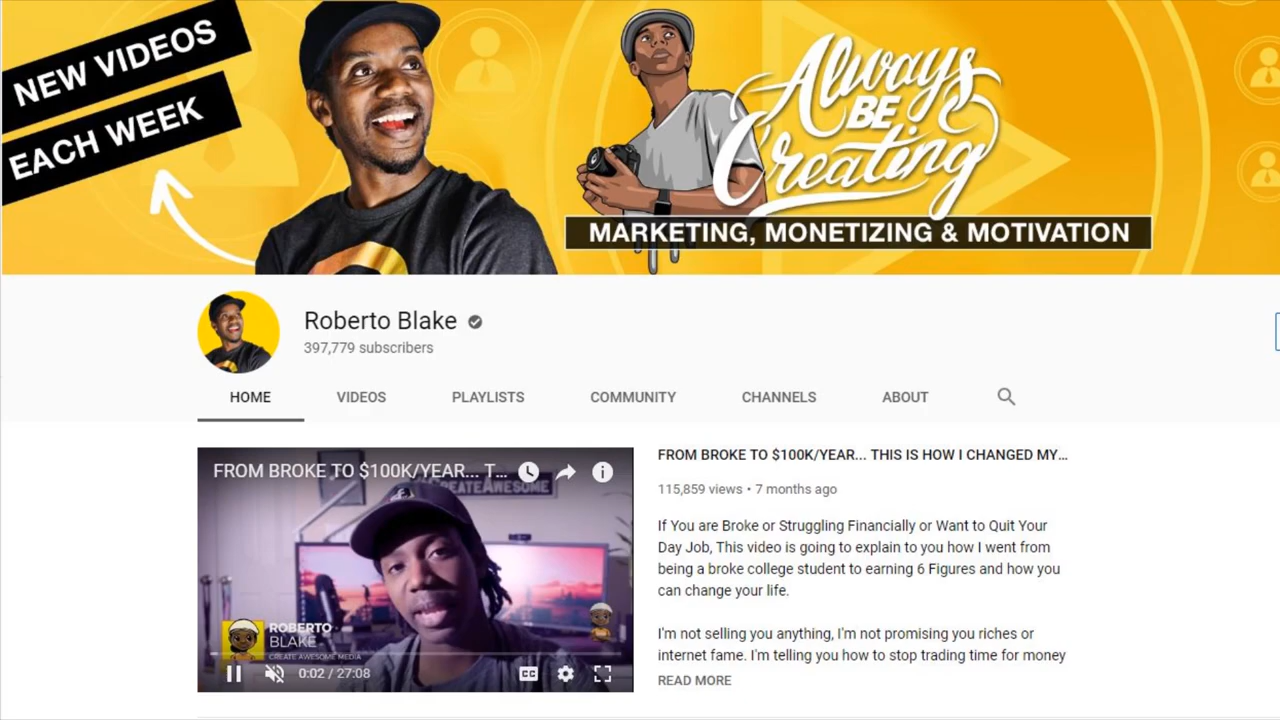 NEW VIDEOS
EACH WEEK
Always
BE
Creating
MARKETING, MONETIZING & MOTIVATION
Roberto Blake
397,779 subscribers
HOME VIDEOS PLAYLISTS COMMUNITY CHANNELS ABOUT
FROM BROKE TO $100K/YEAR... T...
#CREATEAWESOME
ROBERTO
BLAKE
CREATE AWESOME MEDIA
CC
0:02 / 27:08
FROM BROKE TO $100K/YEAR... THIS IS HOW I CHANGED MY...
115,859 views • 7 months ago
If You are Broke or Struggling Financially or Want to Quit Your
Day Job, This video is going to explain to you how I went from
being a broke college student to earning 6 Figures and how you
can change your life.
I'm not selling you anything, I'm not promising you riches or
internet fame. I'm telling you how to stop trading time for money
READ MORE